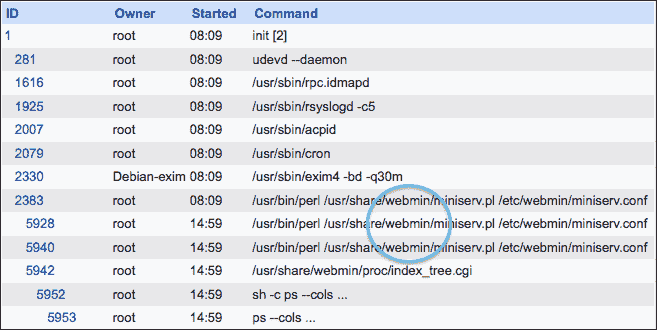 ID Owner Started Command
1 root 08:09 init [2]
281 root 08:09 udevd --daemon
1616 root 08:09 /usr/sbin/rpc.idmapd
1925 root 08:09 /usr/sbin/rsyslogd -c5
2007 root 08:09 /usr/sbin/acpid
2079 root 08:09 /usr/sbin/cron
2330 Debian-exim 08:09 /usr/sbin/exim4 -bd -q30m
2383 root 08:09 /usr/bin/perl /usr/share/webmin/miniserv.pl /etc/webmin/miniserv.conf
5928 root 14:59 /usr/bin/perl /usr/share/webmin/miniserv.pl /etc/webmin/miniserv.conf
5940 root 14:59 /usr/bin/perl /usr/share/webmin/miniserv.pl /etc/webmin/miniserv.conf
5942 root 14:59 /usr/share/webmin/proc/index_tree.cgi
5952 root 14:59 sh -c ps --cols ...
5953 root 14:59 ps --cols ...